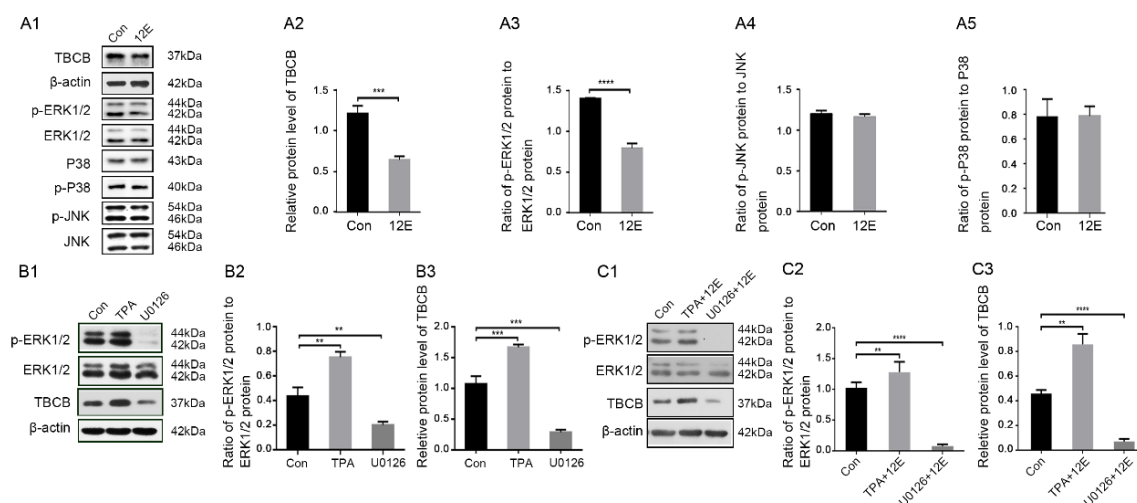 A1
Con 12E
TBCB 37kDa
β-actin 42kDa
p-ERK1/2 44kDa
42kDa
ERK1/2 44kDa
42kDa
P38 43kDa
p-P38 40kDa
p-JNK 54kDa
46kDa
JNK 54kDa
46kDa
A2
Relative protein level of TBCB
1.5
1.0
0.5
0.0
***
Con 12E
A3
Ratio of p-ERK1/2 protein to
ERK1/2 protein
1.5
1.0
0.5
0.0
****
Con 12E
A4
Ratio of p-JNK protein to JNK
protein
1.5
1.0
0.5
0.0
Con 12E
A5
Ratio of p-P38 protein to P38
protein
1.0
0.8
0.6
0.4
0.2
0.0
Con 12E
B1
Con TPA U0126
p-ERK1/2 44kDa
42kDa
ERK1/2 44kDa
42kDa
TBCB 37kDa
β-actin 42kDa
B2
Ratio of p-ERK1/2 protein to
ERK1/2 protein
1.0
0.8
0.6
0.4
0.2
0.0
**
**
Con TPA U0126
B3
Relative protein level of TBCB
2.0
1.5
1.0
0.5
0.0
***
***
Con TPA U0126
C1
Con TPA+12E U0126+12E
p-ERK1/2 44kDa
42kDa
ERK1/2 44kDa
42kDa
TBCB 37kDa
β-actin 42kDa
C2
Ratio of p-ERK1/2 protein to
ERK1/2 protein
2.0
1.5
1.0
0.5
0.0
****
**
Con TPA+12E U0126+12E
C3
Reletive protein level of TBCB
1.0
0.8
0.6
0.4
0.2
0.0
****
**
Con TPA+12E U0126+12E